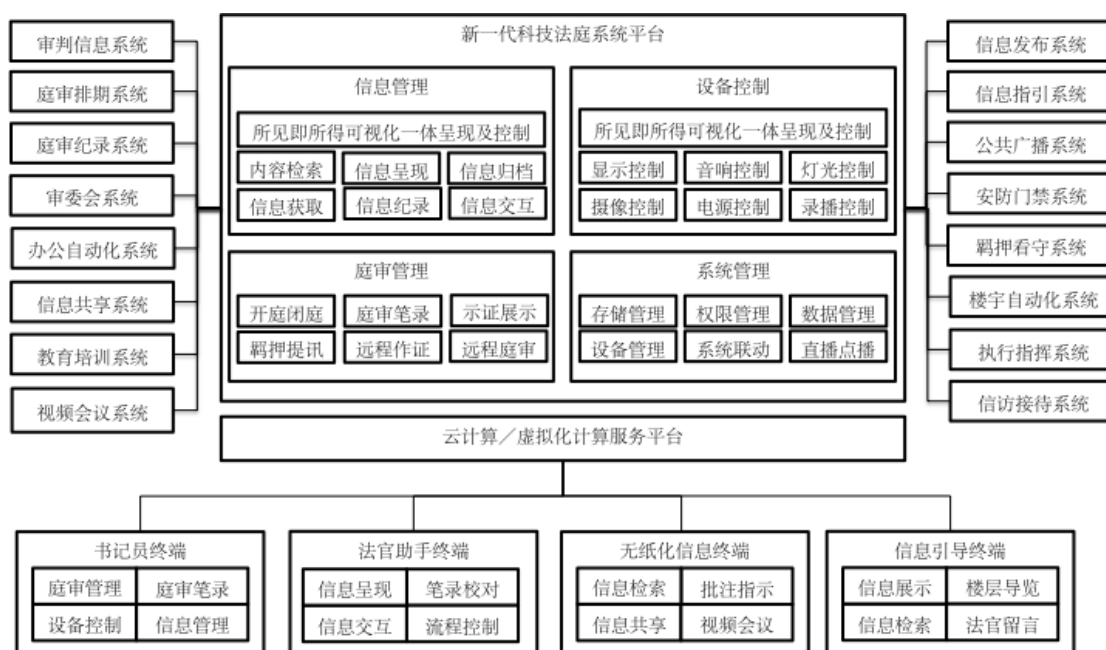 审判信息系统
庭审排期系统
庭审纪录系统
审委会系统
办公自动化系统
信息共享系统
教育培训系统
视频会议系统
新一代科技法庭系统平台
信息管理
所见即所得可视化一体呈现及控制
内容检索 信息呈现 信息归档
信息获取 信息纪录 信息交互
设备控制
所见即所得可视化一体呈现及控制
显示控制 音响控制 灯光控制
摄像控制 电源控制 录播控制
庭审管理
开庭闭庭 庭审笔录 示证展示
羁押提讯 远程作证 远程庭审
系统管理
存储管理 权限管理 数据管理
设备管理 系统联动 直播点播
信息发布系统
信息指引系统
公共广播系统
安防门禁系统
羁押看守系统
楼宇自动化系统
执行指挥系统
信访接待系统
云计算／虚拟化计算服务平台
书记员终端
庭审管理 庭审笔录
设备控制 信息管理
法官助手终端
信息呈现 笔录校对
信息交互 流程控制
无纸化信息终端
信息检索 批注指示
信息共享 视频会议
信息引导终端
信息展示 楼层导览
信息检索 法官留言